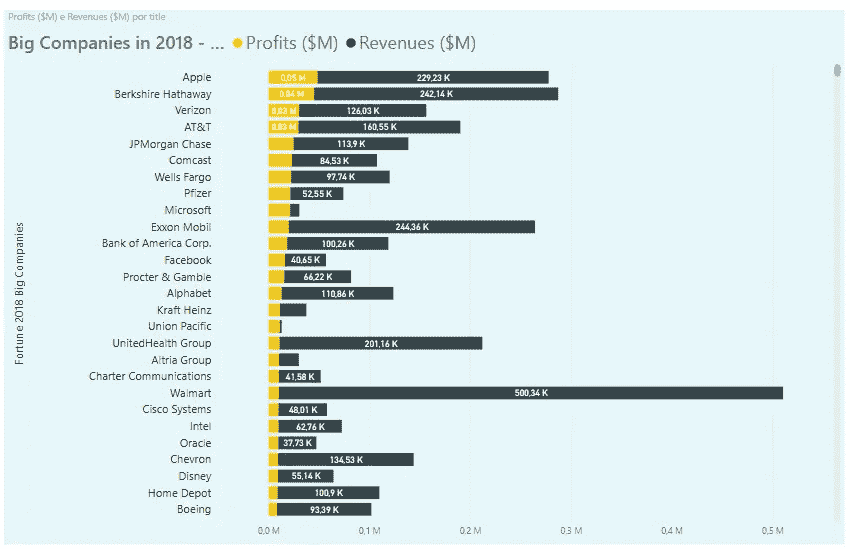 Profits ($M) e Revenues ($M) por title
Big Companies in 2018 - ... Profits ($M) Revenues ($M)
Fortune 2018 Big Companies
Apple 0,05 M 229,23 K
Berkshire Hathaway 0,04 M 242,14 K
Verizon 0,03 M 126,03 K
AT&T 0,03 M 160,55 K
JPMorgan Chase 113,9 K
Comcast 84,53 K
Wells Fargo 97,74 K
Pfizer 52,55 K
Microsoft
Exxon Mobil 244,36 K
Bank of America Corp. 100,26 K
Facebook 40,65 K
Procter & Gamble 66,22 K
Alphabet 110,86 K
Kraft Heinz
Union Pacific
UnitedHealth Group 201,16 K
Altria Group
Charter Communications 41,58 K
Walmart 500,34 K
Cisco Systems 48,01 K
Intel 62,76 K
Oracle 37,73 K
Chevron 134,53 K
Disney 55,14 K
Home Depot 100,9 K
Boeing 93,39 K
0,0 M 0,1 M 0,2 M 0,3 M 0,4 M 0,5 M